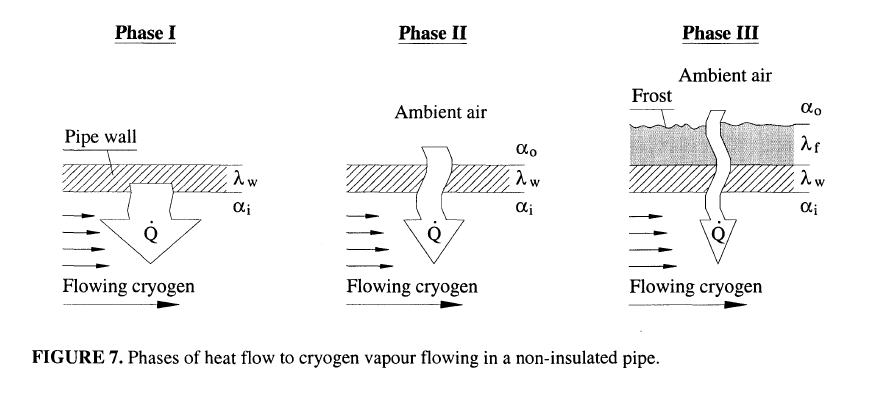 Phase I
Pipe wall
λw
αi
Q̇
Flowing cryogen
Phase II
Ambient air
αo
λw
αi
Q̇
Flowing cryogen
Phase III
Ambient air
Frost
αo
λf
λw
αi
Q̇
Flowing cryogen
FIGURE 7. Phases of heat flow to cryogen vapour flowing in a non-insulated pipe.